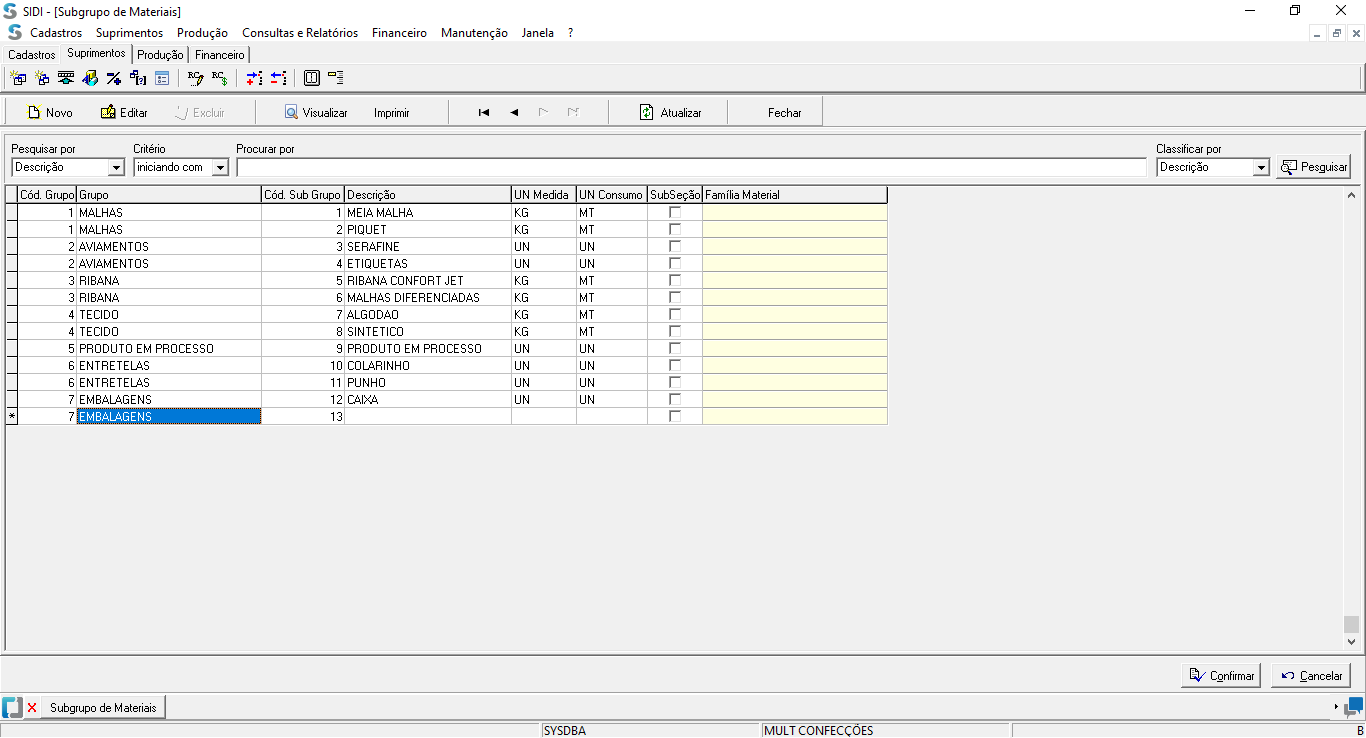 SIDI - [Subgrupo de Materiais]
Cadastros Suprimentos Produção Consultas e Relatórios Financeiro Manutenção Janela ?
Cadastros Suprimentos Produção Financeiro
Novo Editar Excluir Visualizar Imprimir Atualizar Fechar
Pesquisar por Critério Procurar por Classificar por
Descrição iniciando com Descrição Pesquisar
Cód. Grupo Grupo Cód. Sub Grupo Descrição UN Medida UN Consumo SubSeção Família Material
1 MALHAS 1 MEIA MALHA KG MT
1 MALHAS 2 PIQUET KG MT
2 AVIAMENTOS 3 SERAFINE UN UN
2 AVIAMENTOS 4 ETIQUETAS UN UN
3 RIBANA 5 RIBANA CONFORT JET KG MT
3 RIBANA 6 MALHAS DIFERENCIADAS KG MT
4 TECIDO 7 ALGODAO KG MT
4 TECIDO 8 SINTETICO KG MT
5 PRODUTO EM PROCESSO 9 PRODUTO EM PROCESSO UN UN
6 ENTRETELAS 10 COLARINHO UN UN
6 ENTRETELAS 11 PUNHO UN UN
7 EMBALAGENS 12 CAIXA UN UN
* 7 EMBALAGENS 13
Confirmar Cancelar
Subgrupo de Materiais
SYSDBA MULT CONFECÇÕES B